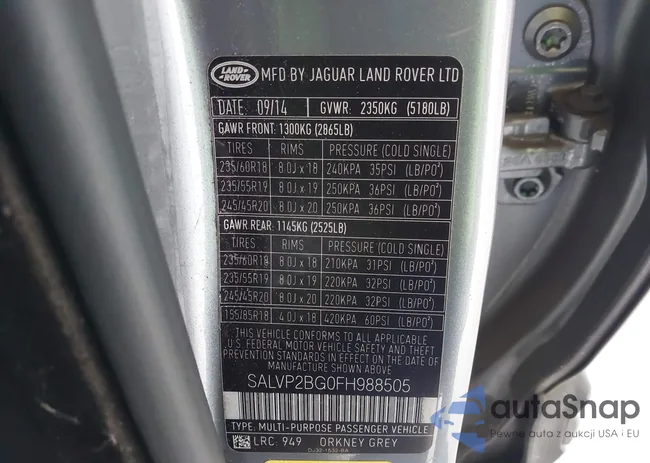 LAND-
ROVER
MFD BY JAGUAR LAND ROVER LTD
DATE: 09/14 GVWR: 2350KG (5180LB)
GAWR FRONT: 1300KG (2865LB)
TIRES RIMS PRESSURE (COLD SINGLE)
235/60R18 8.0J x 18 240KPA 35PSI (LB/PO²)
235/55R19 8.0J x 19 250KPA 36PSI (LB/PO²)
245/45R20 8.0J x 20 250KPA 36PSI (LB/PO²)
GAWR REAR: 1145KG (2525LB)
TIRES RIMS PRESSURE (COLD SINGLE)
235/60R18 8.0J x 18 210KPA 31PSI (LB/PO²)
235/55R19 8.0J x 19 220KPA 32PSI (LB/PO²)
245/45R20 8.0J x 20 220KPA 32PSI (LB/PO²)
155/85R18 4.0J x 18 420KPA 60PSI (LB/PO²)
THIS VEHICLE CONFORMS TO ALL APPLICABLE
U.S. FEDERAL MOTOR VEHICLE SAFETY AND THEFT
PREVENTION STANDARDS IN EFFECT ON THE DATE OF
MANUFACTURE SHOWN ABOVE
SALVP2BG0FH988505
TYPE: MULTI-PURPOSE PASSENGER VEHICLE
LRC: 949 ORKNEY GREY
autoSnap
Pewne auta z aukcji USA i EU